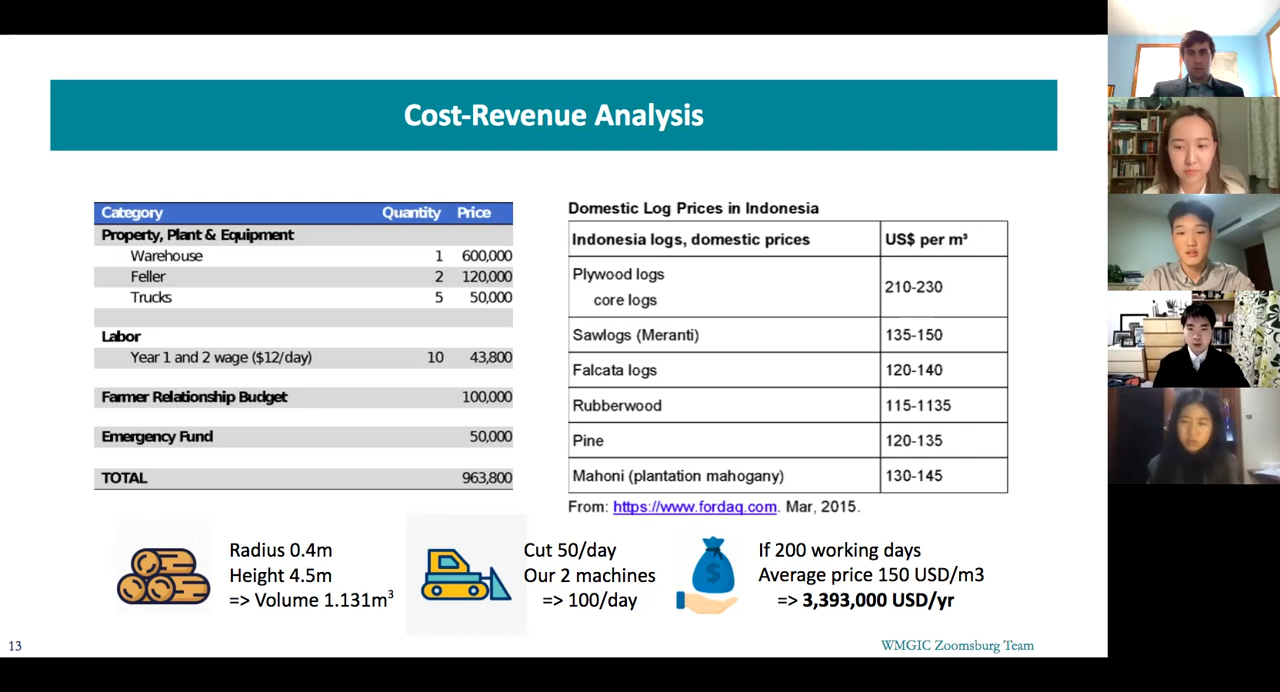 Cost-Revenue Analysis
Category Quantity Price
Property, Plant & Equipment
Warehouse 1 600,000
Feller 2 120,000
Trucks 5 50,000
Labor
Year 1 and 2 wage ($12/day) 10 43,800
Farmer Relationship Budget 100,000
Emergency Fund 50,000
TOTAL 963,800
Domestic Log Prices in Indonesia
Indonesia logs, domestic prices US$ per m³
Plywood logs
core logs 210-230
Sawlogs (Meranti) 135-150
Falcata logs 120-140
Rubberwood 115-1135
Pine 120-135
Mahoni (plantation mahogany) 130-145
From: https://www.fordaq.com. Mar, 2015.
Radius 0.4m
Height 4.5m
=> Volume 1.131m³
Cut 50/day
Our 2 machines
=> 100/day
$
If 200 working days
Average price 150 USD/m3
=> 3,393,000 USD/yr
13
WMGIC Zoomsburg Team